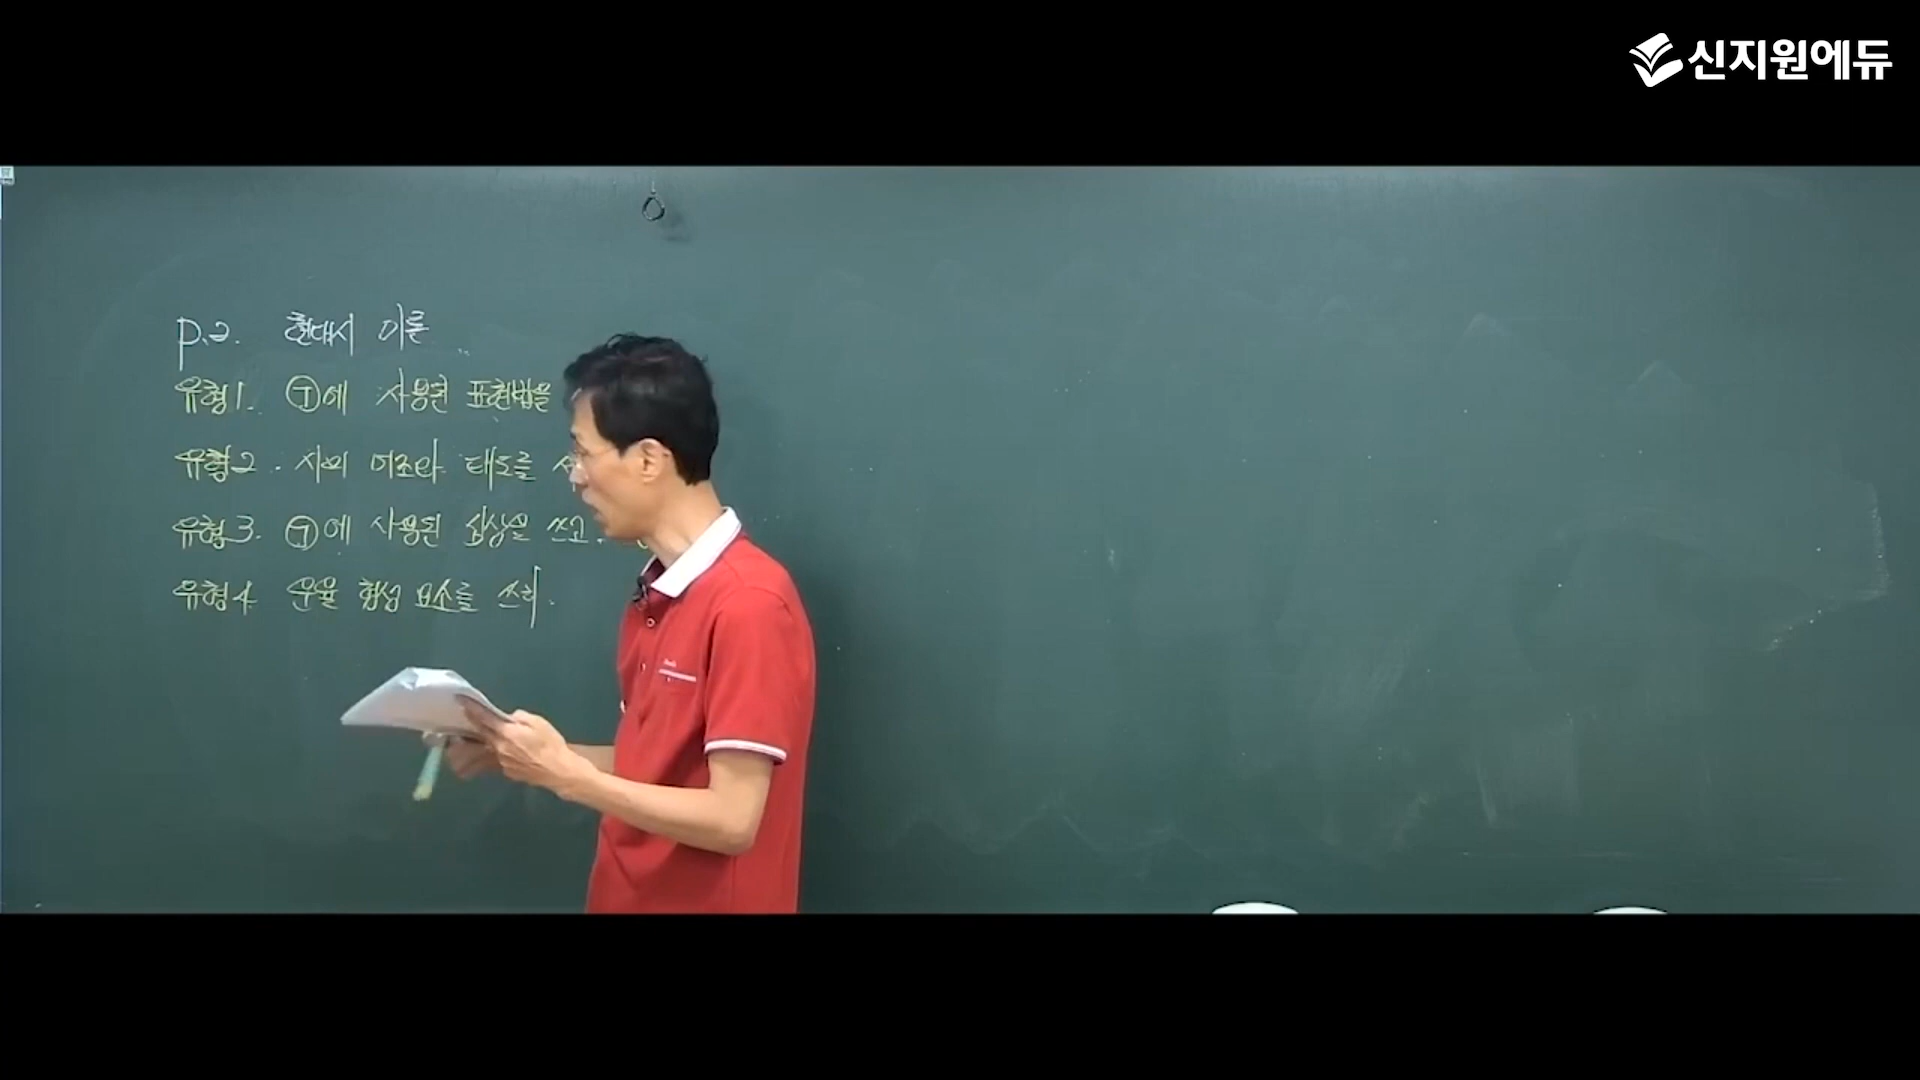 신지원에듀
P.2. 현대시 이론
유형1. ㉠에 사용된 표현법을
유형2. 시의 어조와 태도를
유형3. ㉠에 사용된 심상을 쓰고.
유형4. 운율 형성 요소를 쓰라.